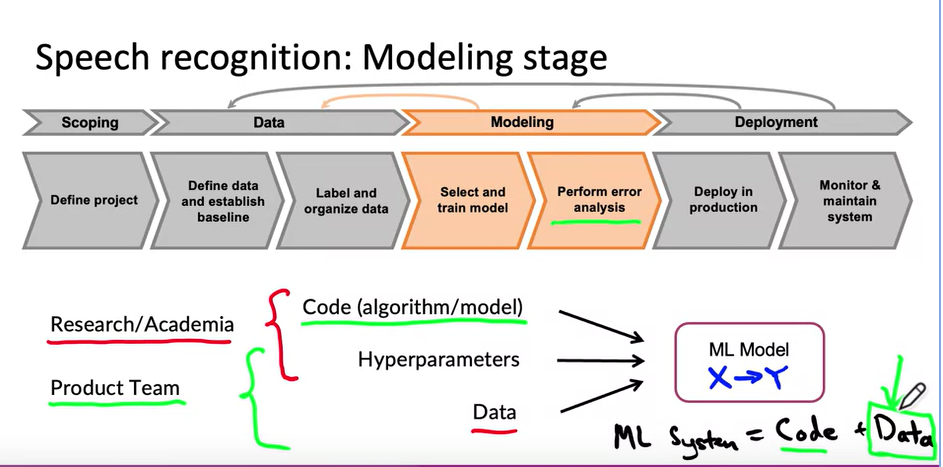 Speech recognition: Modeling stage
Scoping
Data
Modeling
Deployment
Define project
Define data
and establish
baseline
Label and
organize data
Select and
train model
Perform error
analysis
Deploy in
production
Monitor &
maintain
system
Research/Academia
Product Team
Code (algorithm/model)
Hyperparameters
Data
ML Model
X→Y
ML System = Code + Data